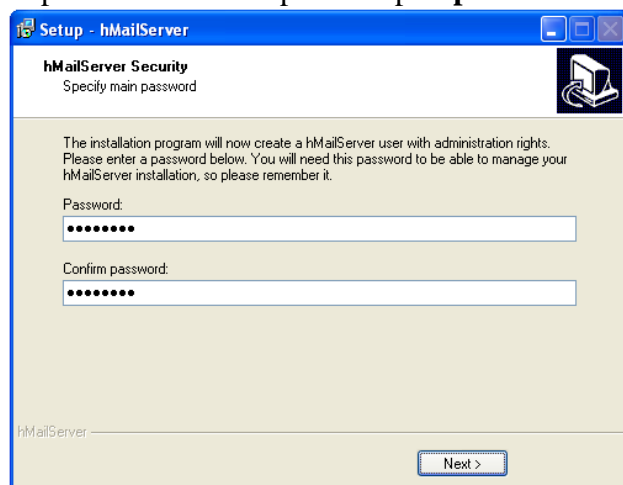 Setup - hMailServer
hMailServer Security
Specify main password
The installation program will now create a hMailServer user with administration rights.
Please enter a password below. You will need this password to be able to manage your
hMailServer installation, so please remember it.
Password:
●●●●●●●●
Confirm password:
●●●●●●●●
hMailServer
Next >